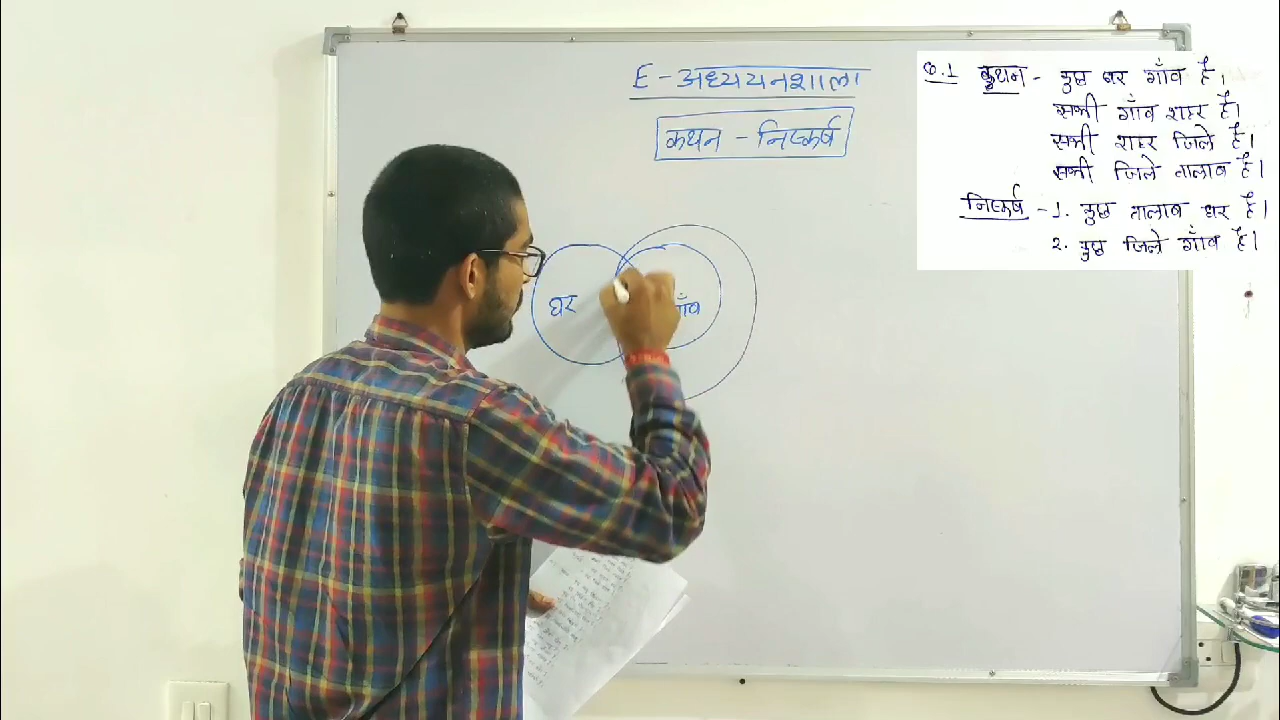 E-अध्ययनशाला
कथन - निष्कर्ष
Q.1 कथन - कुछ घर गाँव है।
सभी गाँव शहर है।
सभी शहर जिले है।
सभी जिले तालाब है।
निष्कर्ष - 1. कुछ तालाब घर है।
2. कुछ जिले गाँव है।
घर
गाँव